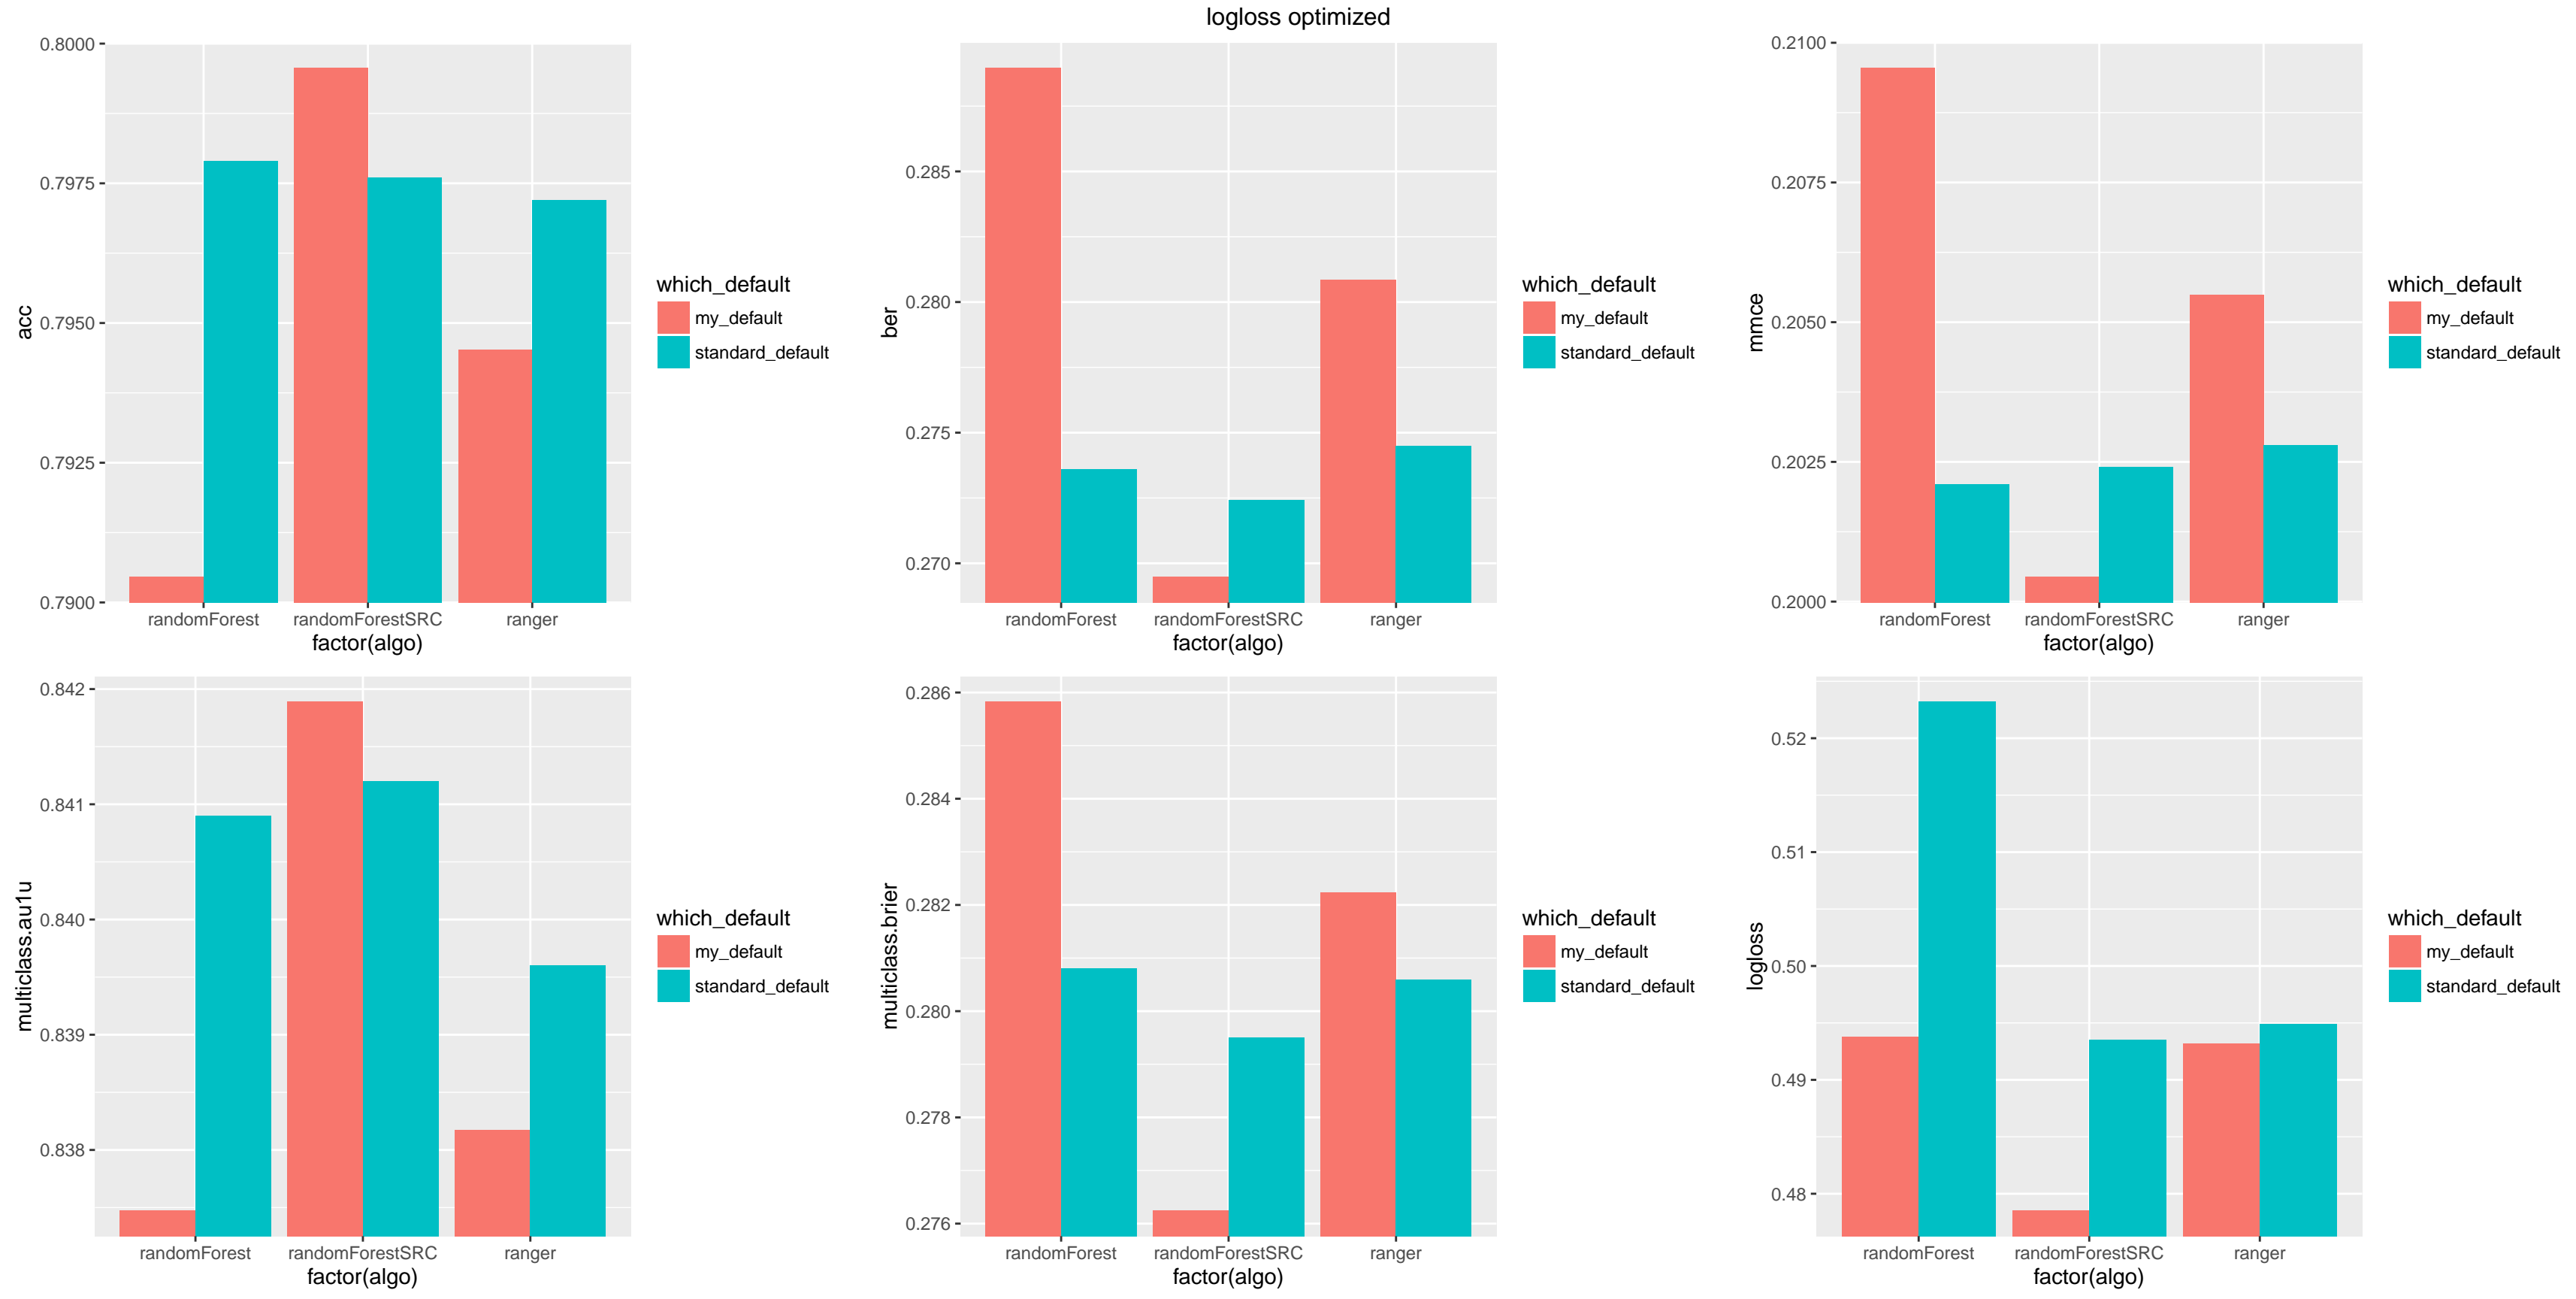 logloss optimized
acc
0.8000
0.7975
0.7950
0.7925
0.7900
randomForest randomForestSRC ranger
factor(algo)
which_default
my_default
standard_default
ber
0.285
0.280
0.275
0.270
randomForest randomForestSRC ranger
factor(algo)
which_default
my_default
standard_default
mmce
0.2100
0.2075
0.2050
0.2025
0.2000
randomForest randomForestSRC ranger
factor(algo)
which_default
my_default
standard_default
multiclass.au1u
0.842
0.841
0.840
0.839
0.838
randomForest randomForestSRC ranger
factor(algo)
which_default
my_default
standard_default
multiclass.brier
0.286
0.284
0.282
0.280
0.278
0.276
randomForest randomForestSRC ranger
factor(algo)
which_default
my_default
standard_default
logloss
0.52
0.51
0.50
0.49
0.48
randomForest randomForestSRC ranger
factor(algo)
which_default
my_default
standard_default